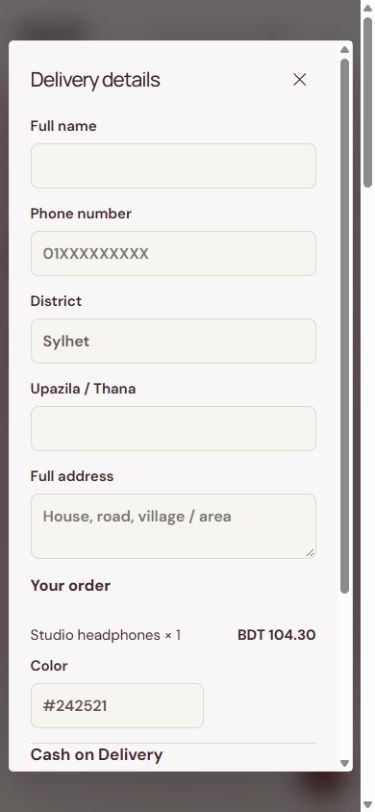 Delivery details
Full name
Phone number
01XXXXXXXXX
District
Sylhet
Upazila / Thana
Full address
House, road, village / area
Your order
Studio headphones × 1 BDT 104.30
Color
#242521
Cash on Delivery